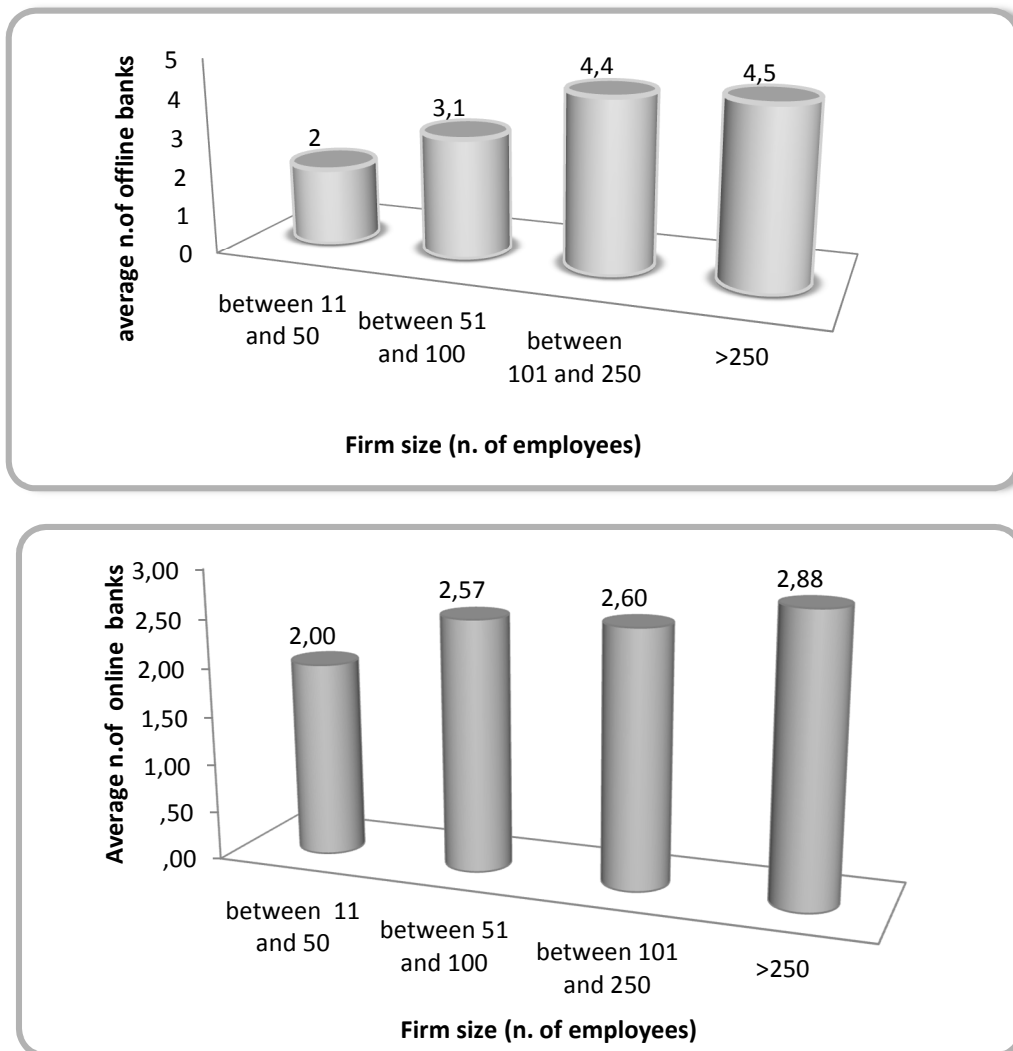 average n.of offline banks
5
4
3
2
1
0
2
3,1
4,4
4,5
between 11
and 50
between 51
and 100
between
101 and 250
>250
Firm size (n. of employees)
Average n.of online banks
3,00
2,50
2,00
1,50
1,00
,50
,00
2,00
2,57
2,60
2,88
between 11
and 50
between 51
and 100
between 101
and 250
>250
Firm size (n. of employees)